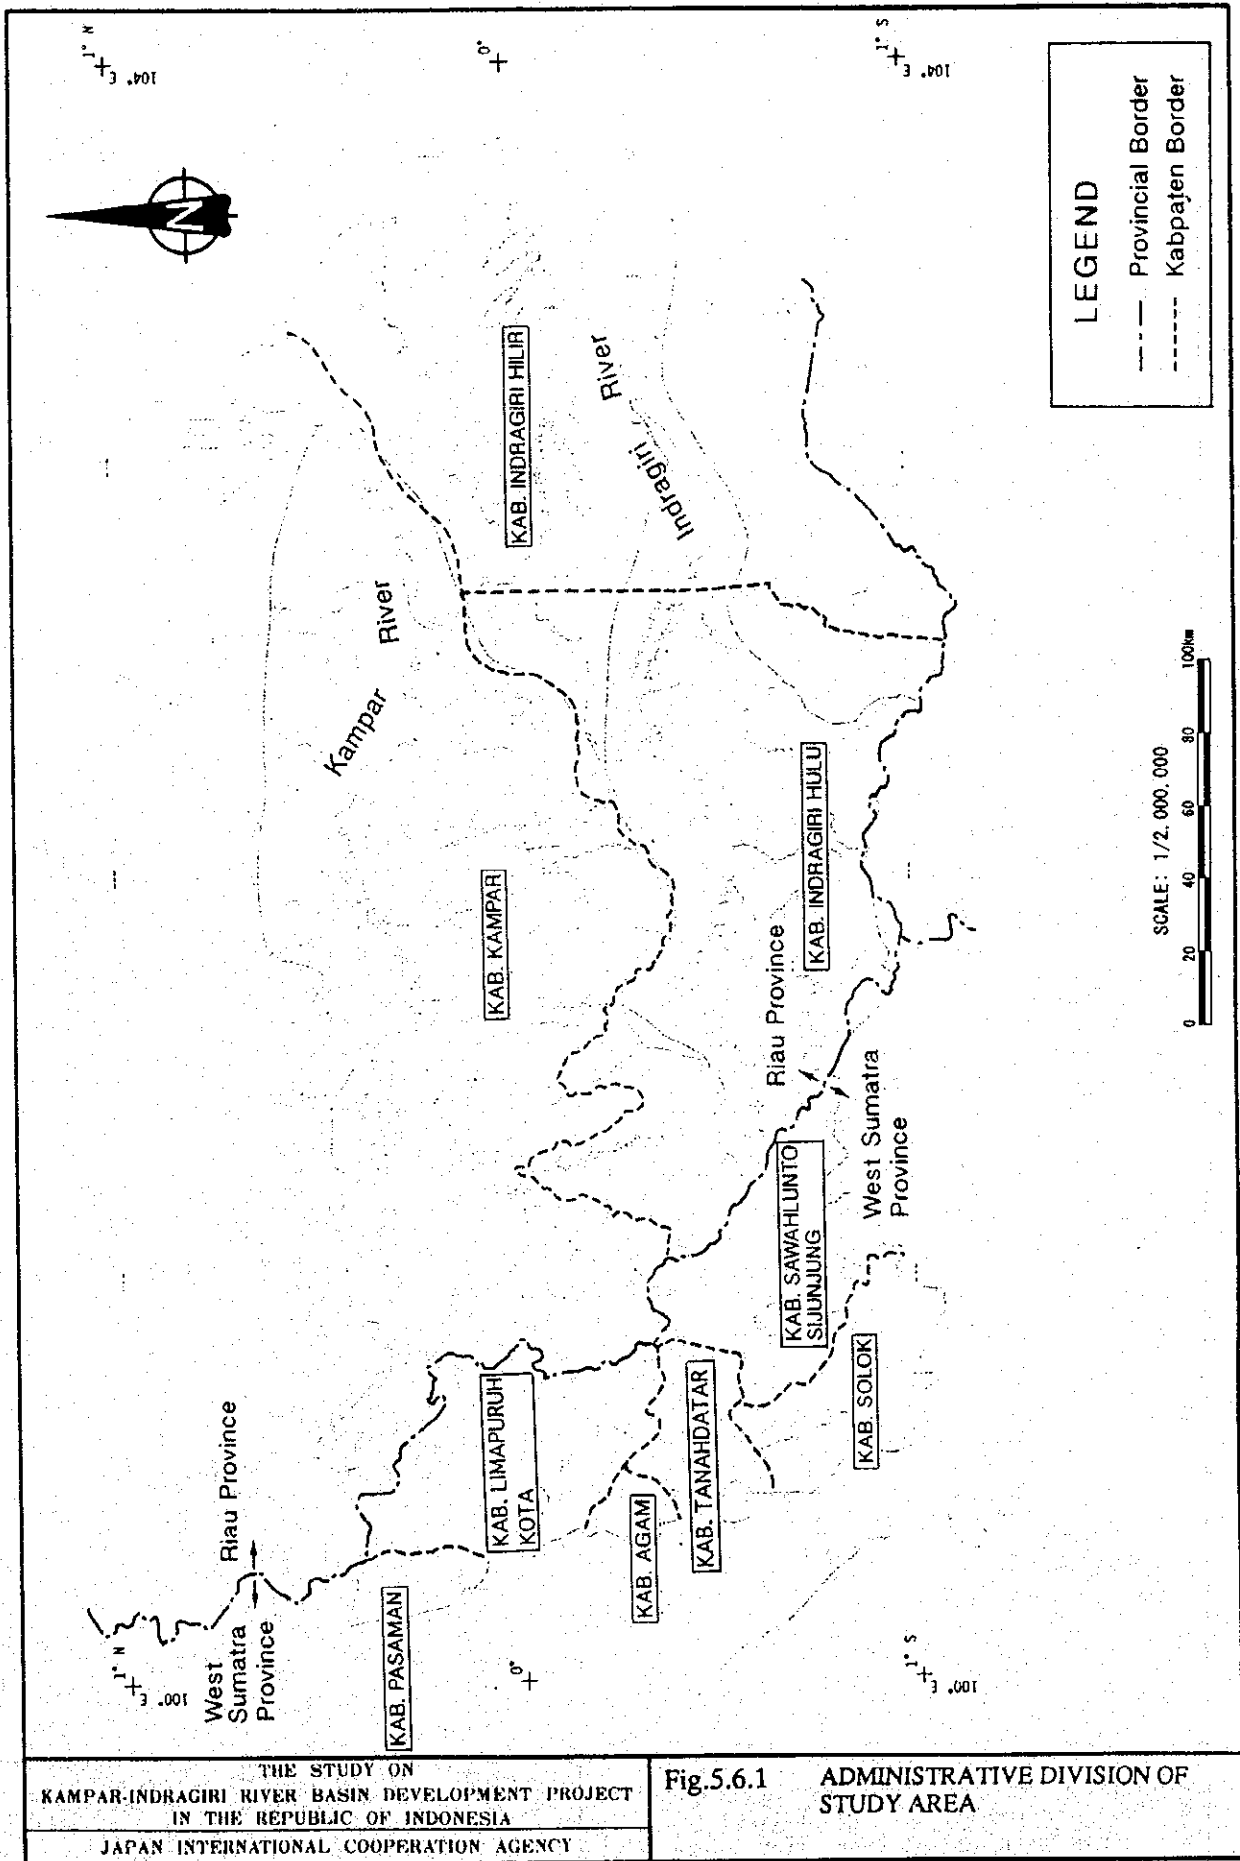 1° N
104° E
0°
1° S
104° E
N
LEGEND
Provincial Border
Kabpaten Border
KAB. INDRAGIRI HILIR
Indragiri River
Kampar River
KAB. KAMPAR
KAB. INDRAGIRI HULU
Riau Province
West Sumatra
Province
KAB. SAWAHLUNTO
SIJUNJUNG
KAB. SOLOK
KAB. LIMAPURUH
KOTA
KAB. TANAHDATAR
KAB. AGAM
KAB. PASAMAN
Riau Province
West
Sumatra
Province
1° N
100° E
0°
1° S
100° E
SCALE: 1/2.000.000
0 20 40 60 80 100km
THE STUDY ON
KAMPAR-INDRAGIRI RIVER BASIN DEVELOPMENT PROJECT
IN THE REPUBLIC OF INDONESIA
JAPAN INTERNATIONAL COOPERATION AGENCY
Fig.5.6.1 ADMINISTRATIVE DIVISION OF
STUDY AREA